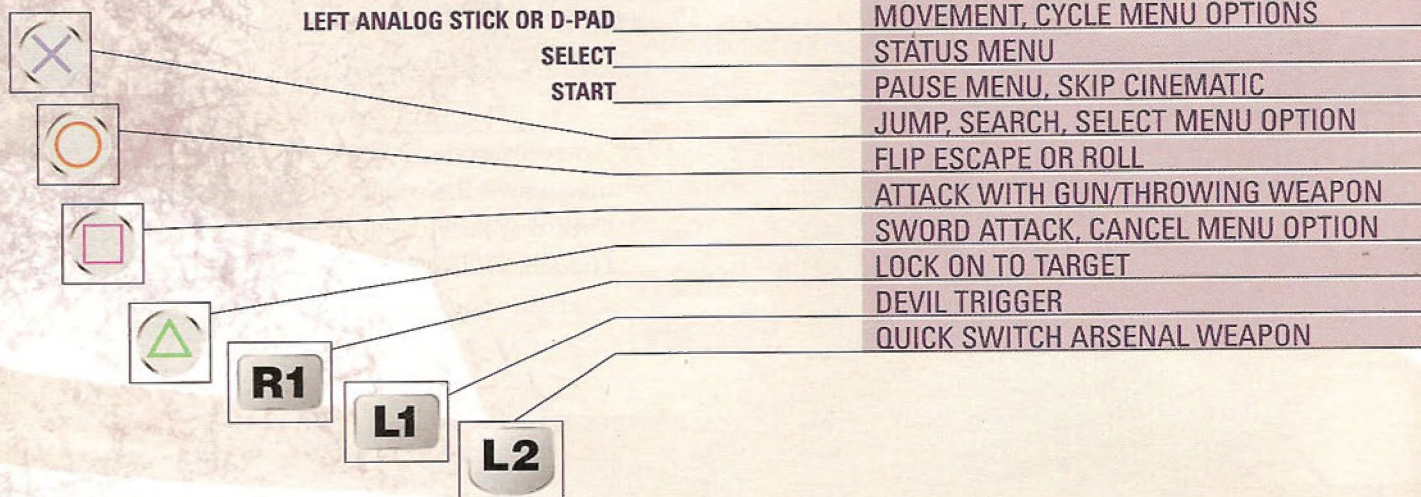 LEFT ANALOG STICK OR D-PAD MOVEMENT, CYCLE MENU OPTIONS
SELECT STATUS MENU
START PAUSE MENU, SKIP CINEMATIC
JUMP, SEARCH, SELECT MENU OPTION
FLIP ESCAPE OR ROLL
ATTACK WITH GUN/THROWING WEAPON
SWORD ATTACK, CANCEL MENU OPTION
LOCK ON TO TARGET
DEVIL TRIGGER
QUICK SWITCH ARSENAL WEAPON
R1
L1
L2